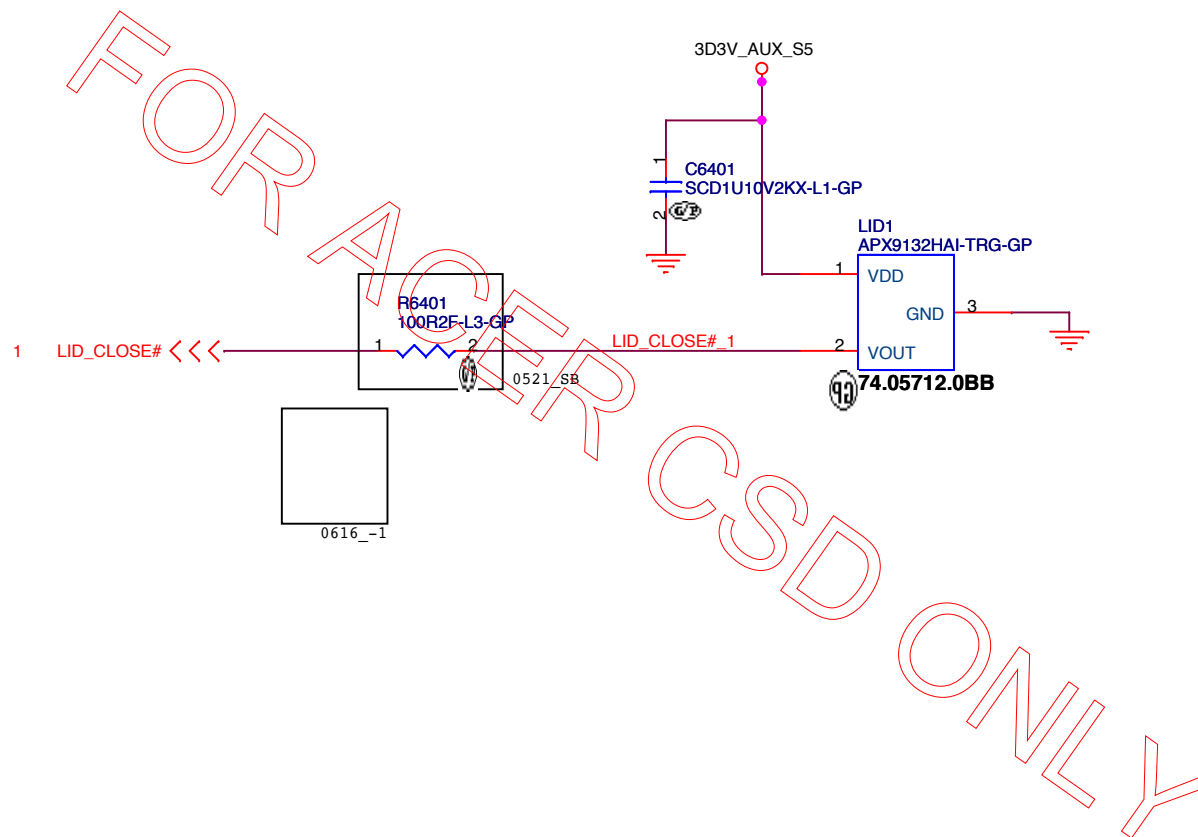 3D3V_AUX_S5
1
C6401
SCD1U10V2KX-L1-GP
2
LID1
APX9132HAI-TRG-GP
1
VDD
GND
3
R6401
100R2F-L3-GP
1
LID_CLOSE#
1
2
LID_CLOSE#_1
2
VOUT
0521_SB
74.05712.0BB
0616_-1
FOR ACER CSD ONLY